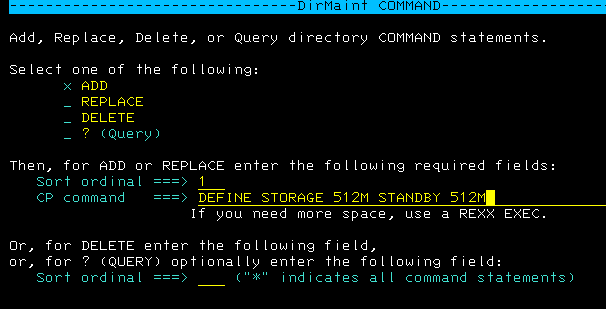 --------------------------------DirMaint COMMAND------------------
Add, Replace, Delete, or Query directory COMMAND statements.
Select one of the following:
x ADD
_ REPLACE
_ DELETE
_ ? (Query)
Then, for ADD or REPLACE enter the following required fields:
Sort ordinal ===> 1
CP command ===> DEFINE STORAGE 512M STANDBY 512M
If you need more space, use a REXX EXEC.
Or, for DELETE enter the following field,
or, for ? (QUERY) optionally enter the following field:
Sort ordinal ===> ___ ("*" indicates all command statements)